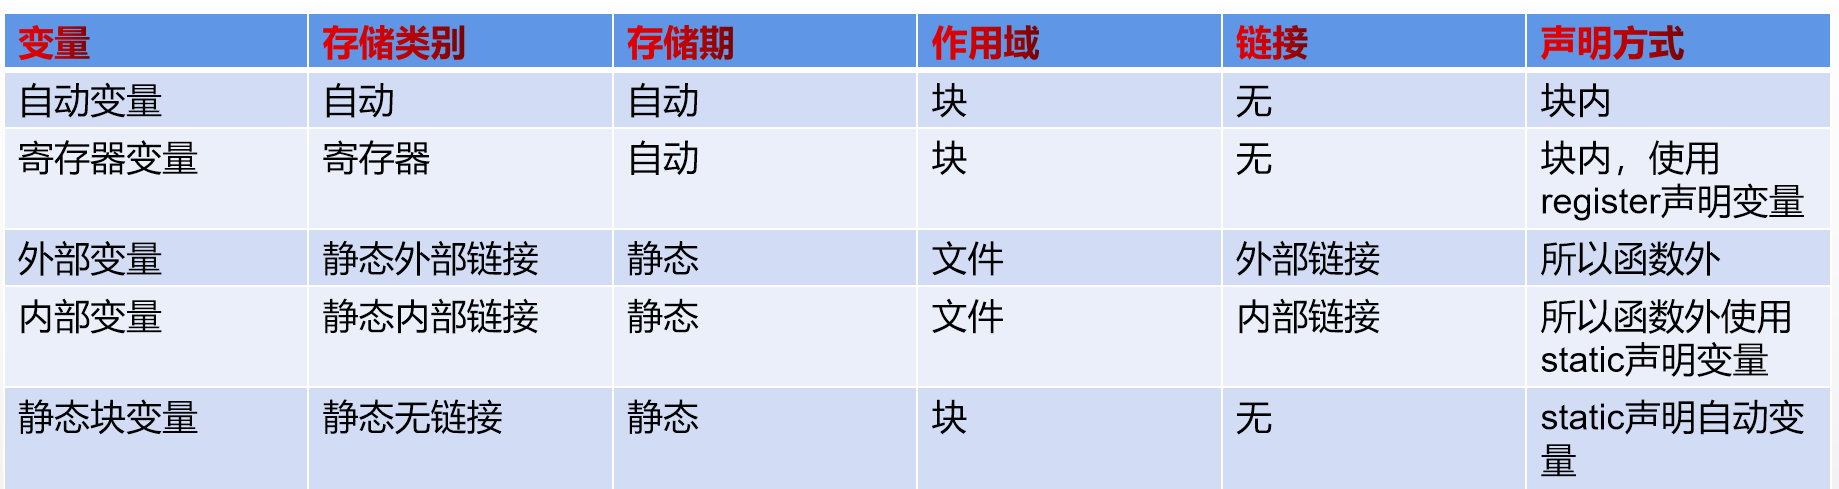 变量 存储类别 存储期 作用域 链接 声明方式
自动变量 自动 自动 块 无 块内
寄存器变量 寄存器 自动 块 无 块内，使用
register声明变量
外部变量 静态外部链接 静态 文件 外部链接 所以函数外
内部变量 静态内部链接 静态 文件 内部链接 所以函数外使用
static声明变量
静态块变量 静态无链接 静态 块 无 static声明自动变
量